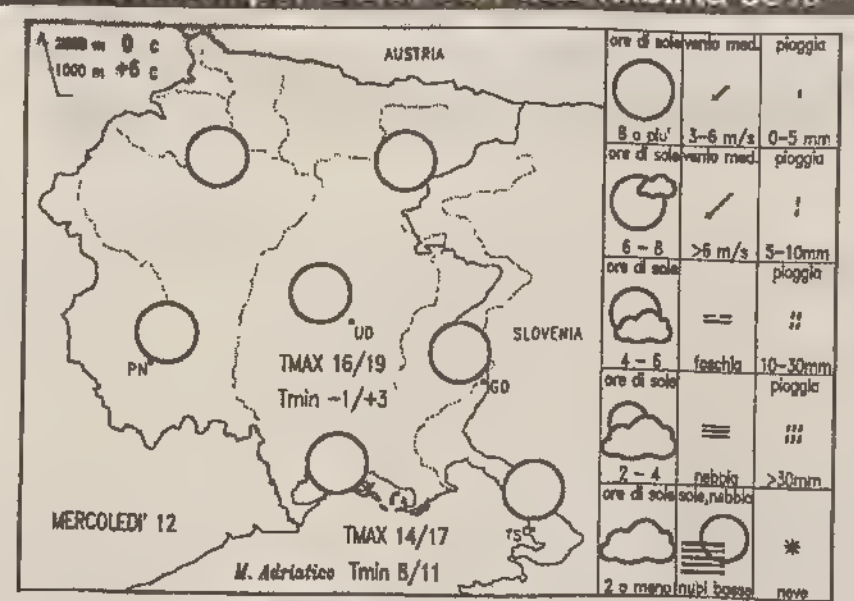 2000 m 0 c
1000 m +6 c
AUSTRIA
PN
UD
TMAX 16/19
Tmin -1/+3
GO
SLOVENIA
MERCOLEDI' 12
TS
TMAX 14/17
M. Adriatico Tmin 8/11
ore di sole vento med. pioggia
8 o piu' 3-6 m/s 0-5 mm
ore di sole vento med. pioggia
6 - 8 >6 m/s 5-10mm
ore di sole pioggia
4 - 6 foschia 10-30mm
ore di sole pioggia
2 - 4 nebbia >30mm
ore di sole sole, nebbia
2 o meno nubi basse neve